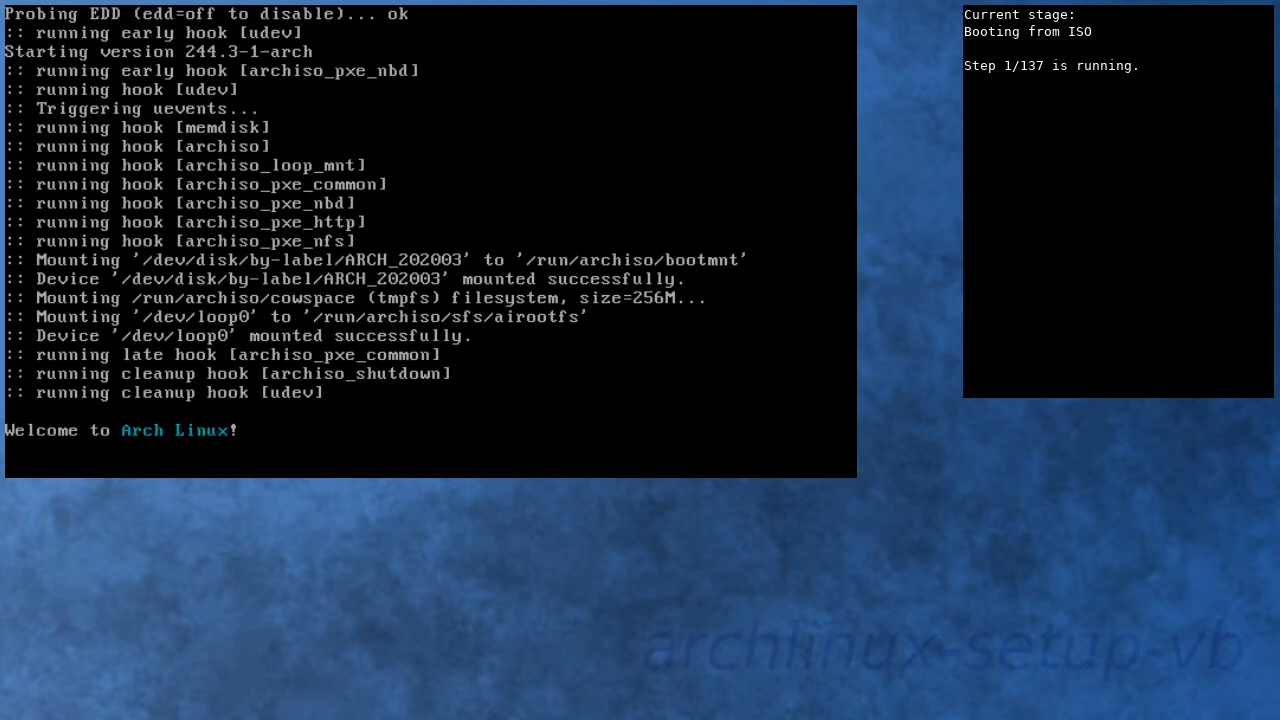 Probing EDD (edd=off to disable)... ok
:: running early hook [udev]
Starting version 244.3-1-arch
:: running early hook [archiso_pxe_nbd]
:: running hook [udev]
:: Triggering uevents...
:: running hook [memdisk]
:: running hook [archiso]
:: running hook [archiso_loop_mnt]
:: running hook [archiso_pxe_common]
:: running hook [archiso_pxe_nbd]
:: running hook [archiso_pxe_http]
:: running hook [archiso_pxe_nfs]
:: Mounting '/dev/disk/by-label/ARCH_202003' to '/run/archiso/bootmnt'
:: Device '/dev/disk/by-label/ARCH_202003' mounted successfully.
:: Mounting /run/archiso/cowspace (tmpfs) filesystem, size=256M...
:: Mounting '/dev/loop0' to '/run/archiso/sfs/airootfs'
:: Device '/dev/loop0' mounted successfully.
:: running late hook [archiso_pxe_common]
:: running cleanup hook [archiso_shutdown]
:: running cleanup hook [udev]
Welcome to Arch Linux!
Current stage:
Booting from ISO
Step 1/137 is running.
archlinux-setup-vb